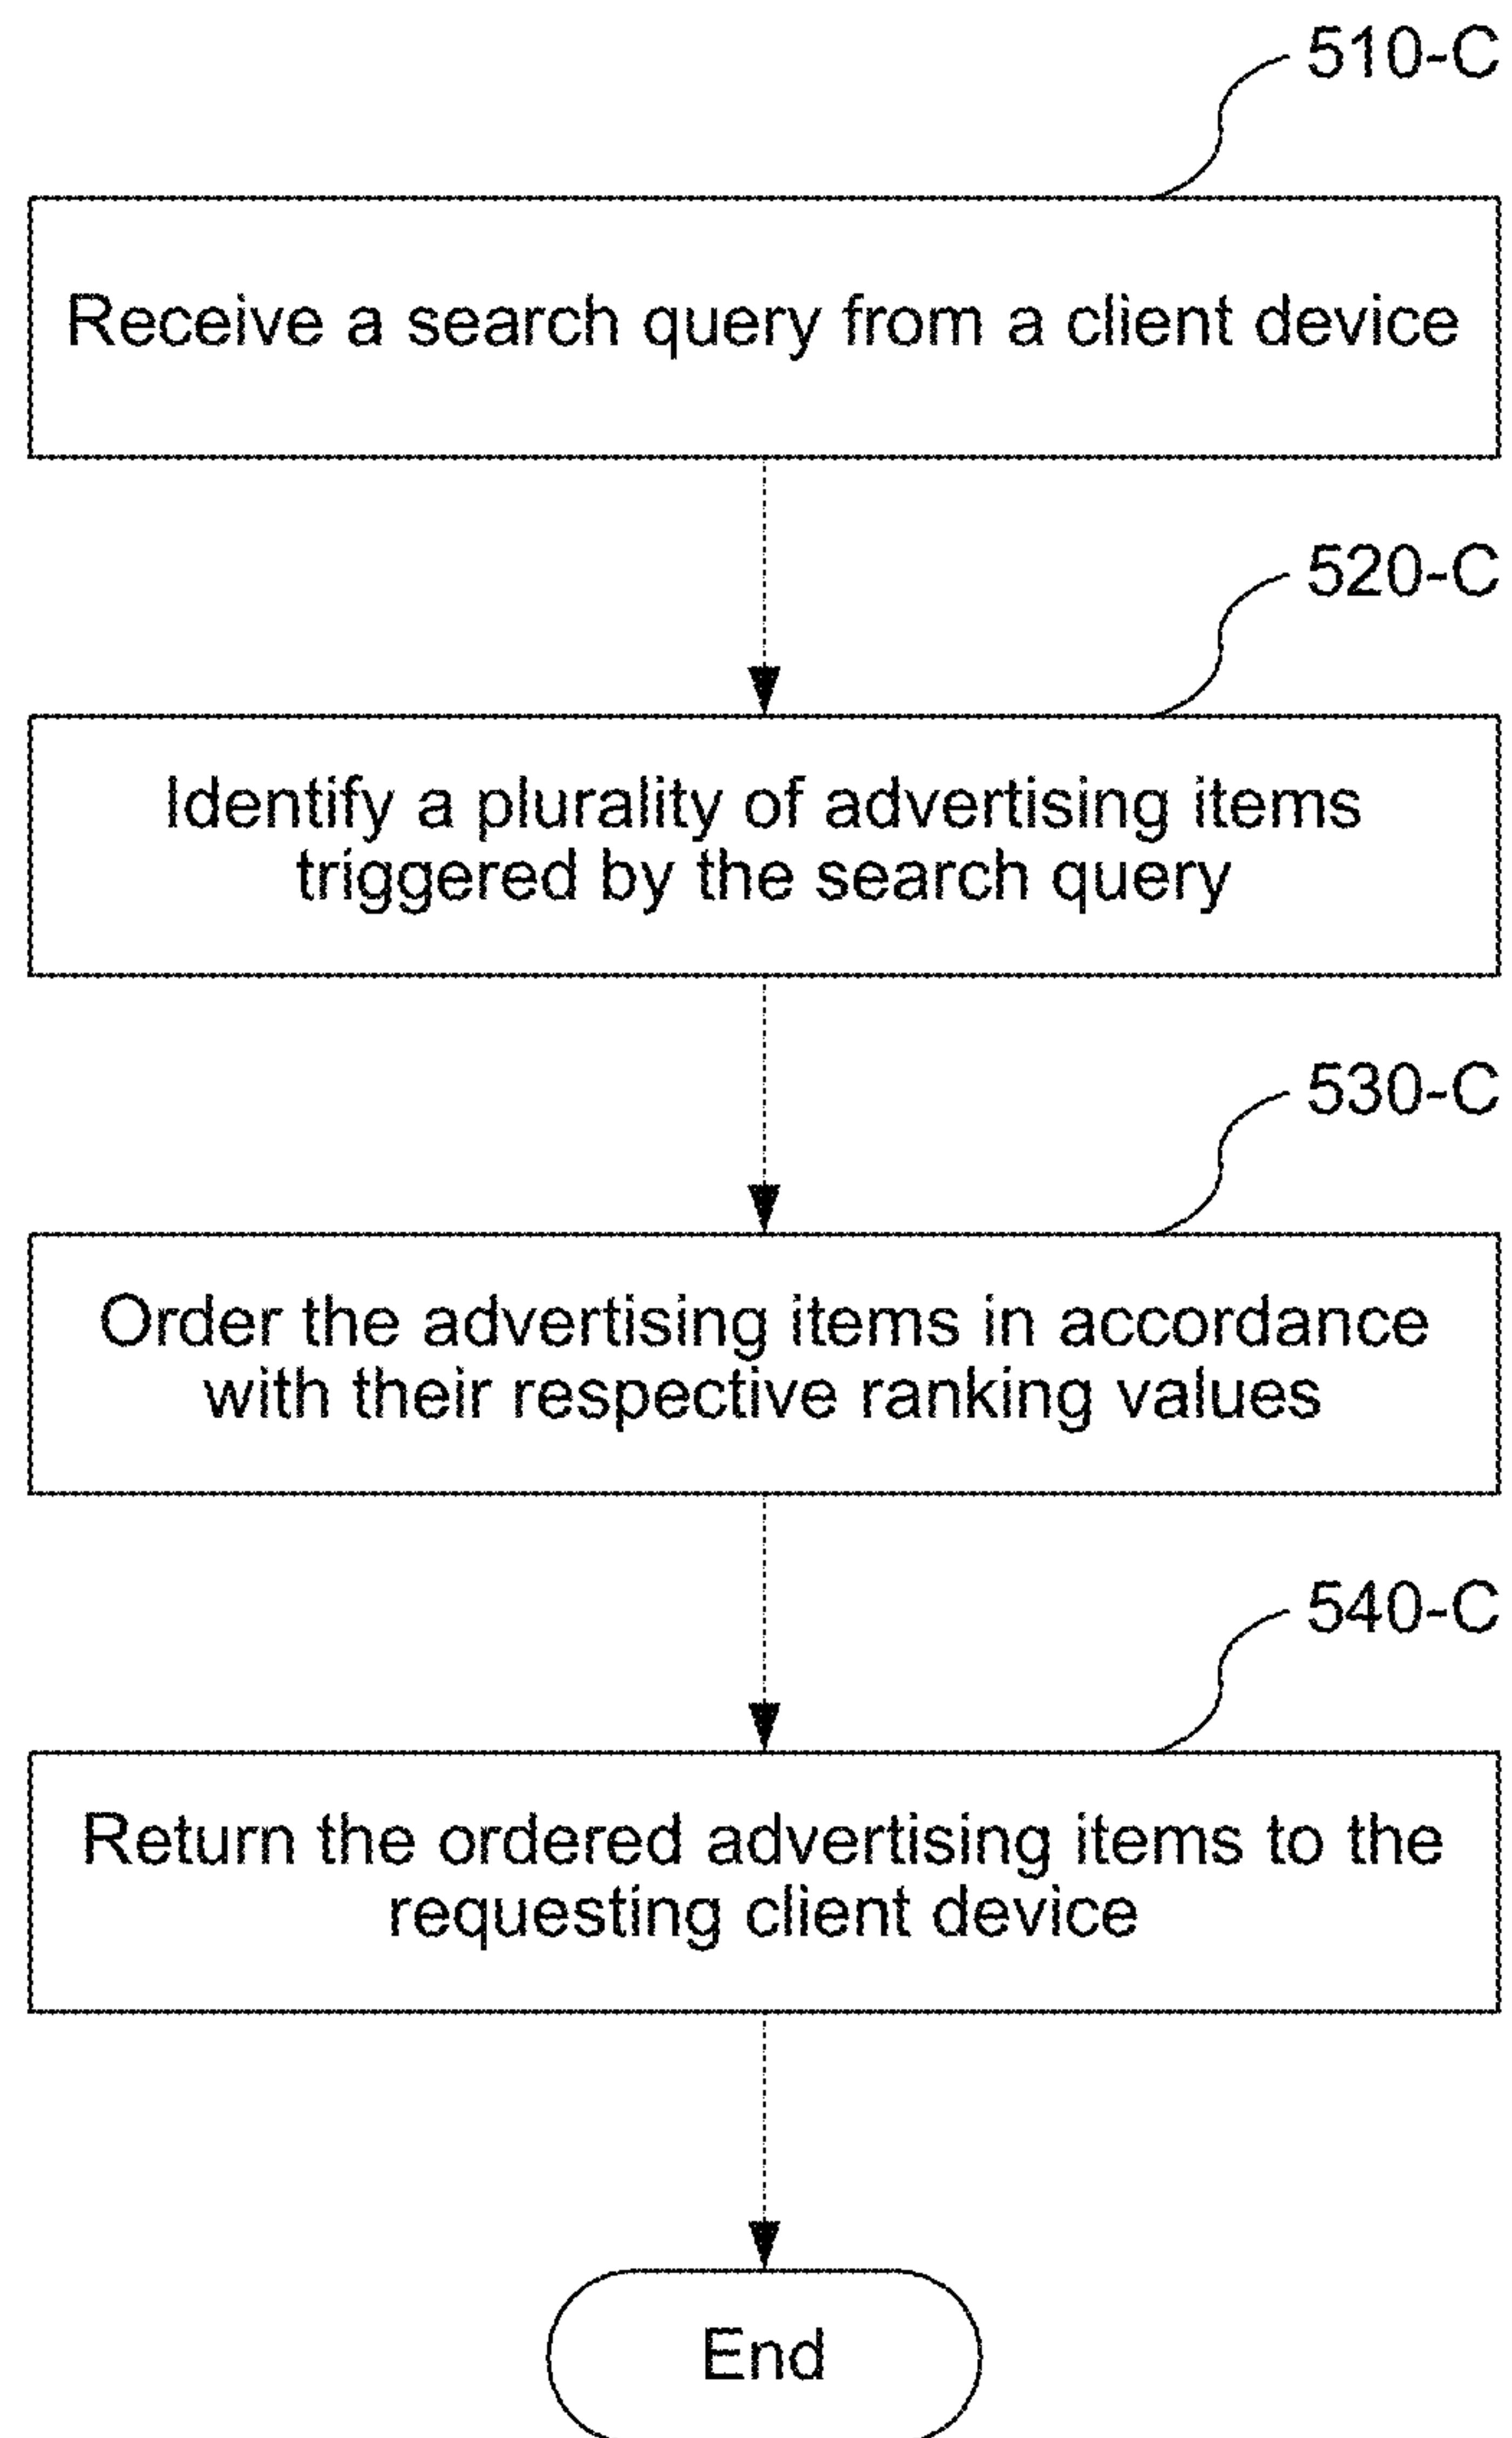 510-C
Receive a search query from a client device
520-C
Identify a plurality of advertising items
triggered by the search query
530-C
Order the advertising items in accordance
with their respective ranking values
540-C
Return the ordered advertising items to the
requesting client device
End